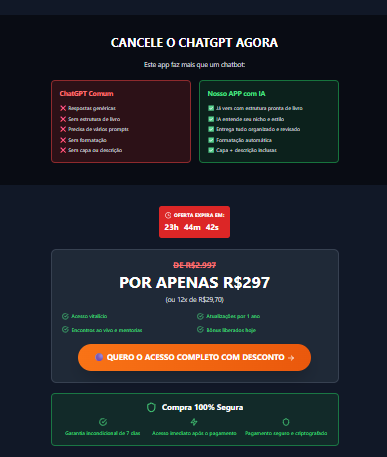 CANCELE O CHATGPT AGORA
Este app faz mais que um chatbot:
ChatGPT Comum
Respostas genéricas
Sem estrutura de livro
Precisa de vários prompts
Sem formatação
Sem capa ou descrição
Nosso APP com IA
Já vem com estrutura pronta de livro
IA entende seu nicho e estilo
Entrega tudo organizado e revisado
Formatação automática
Capa + descrição inclusas
OFERTA EXPIRA EM:
23h 44m 42s
DE R$2.997
POR APENAS R$297
(ou 12x de R$29,70)
Acesso vitalício
Atualizações por 1 ano
Encontros ao vivo e mentorias
Bônus liberados hoje
QUERO O ACESSO COMPLETO COM DESCONTO →
Compra 100% Segura
Garantia incondicional de 7 dias
Acesso imediato após o pagamento
Pagamento seguro e criptografado